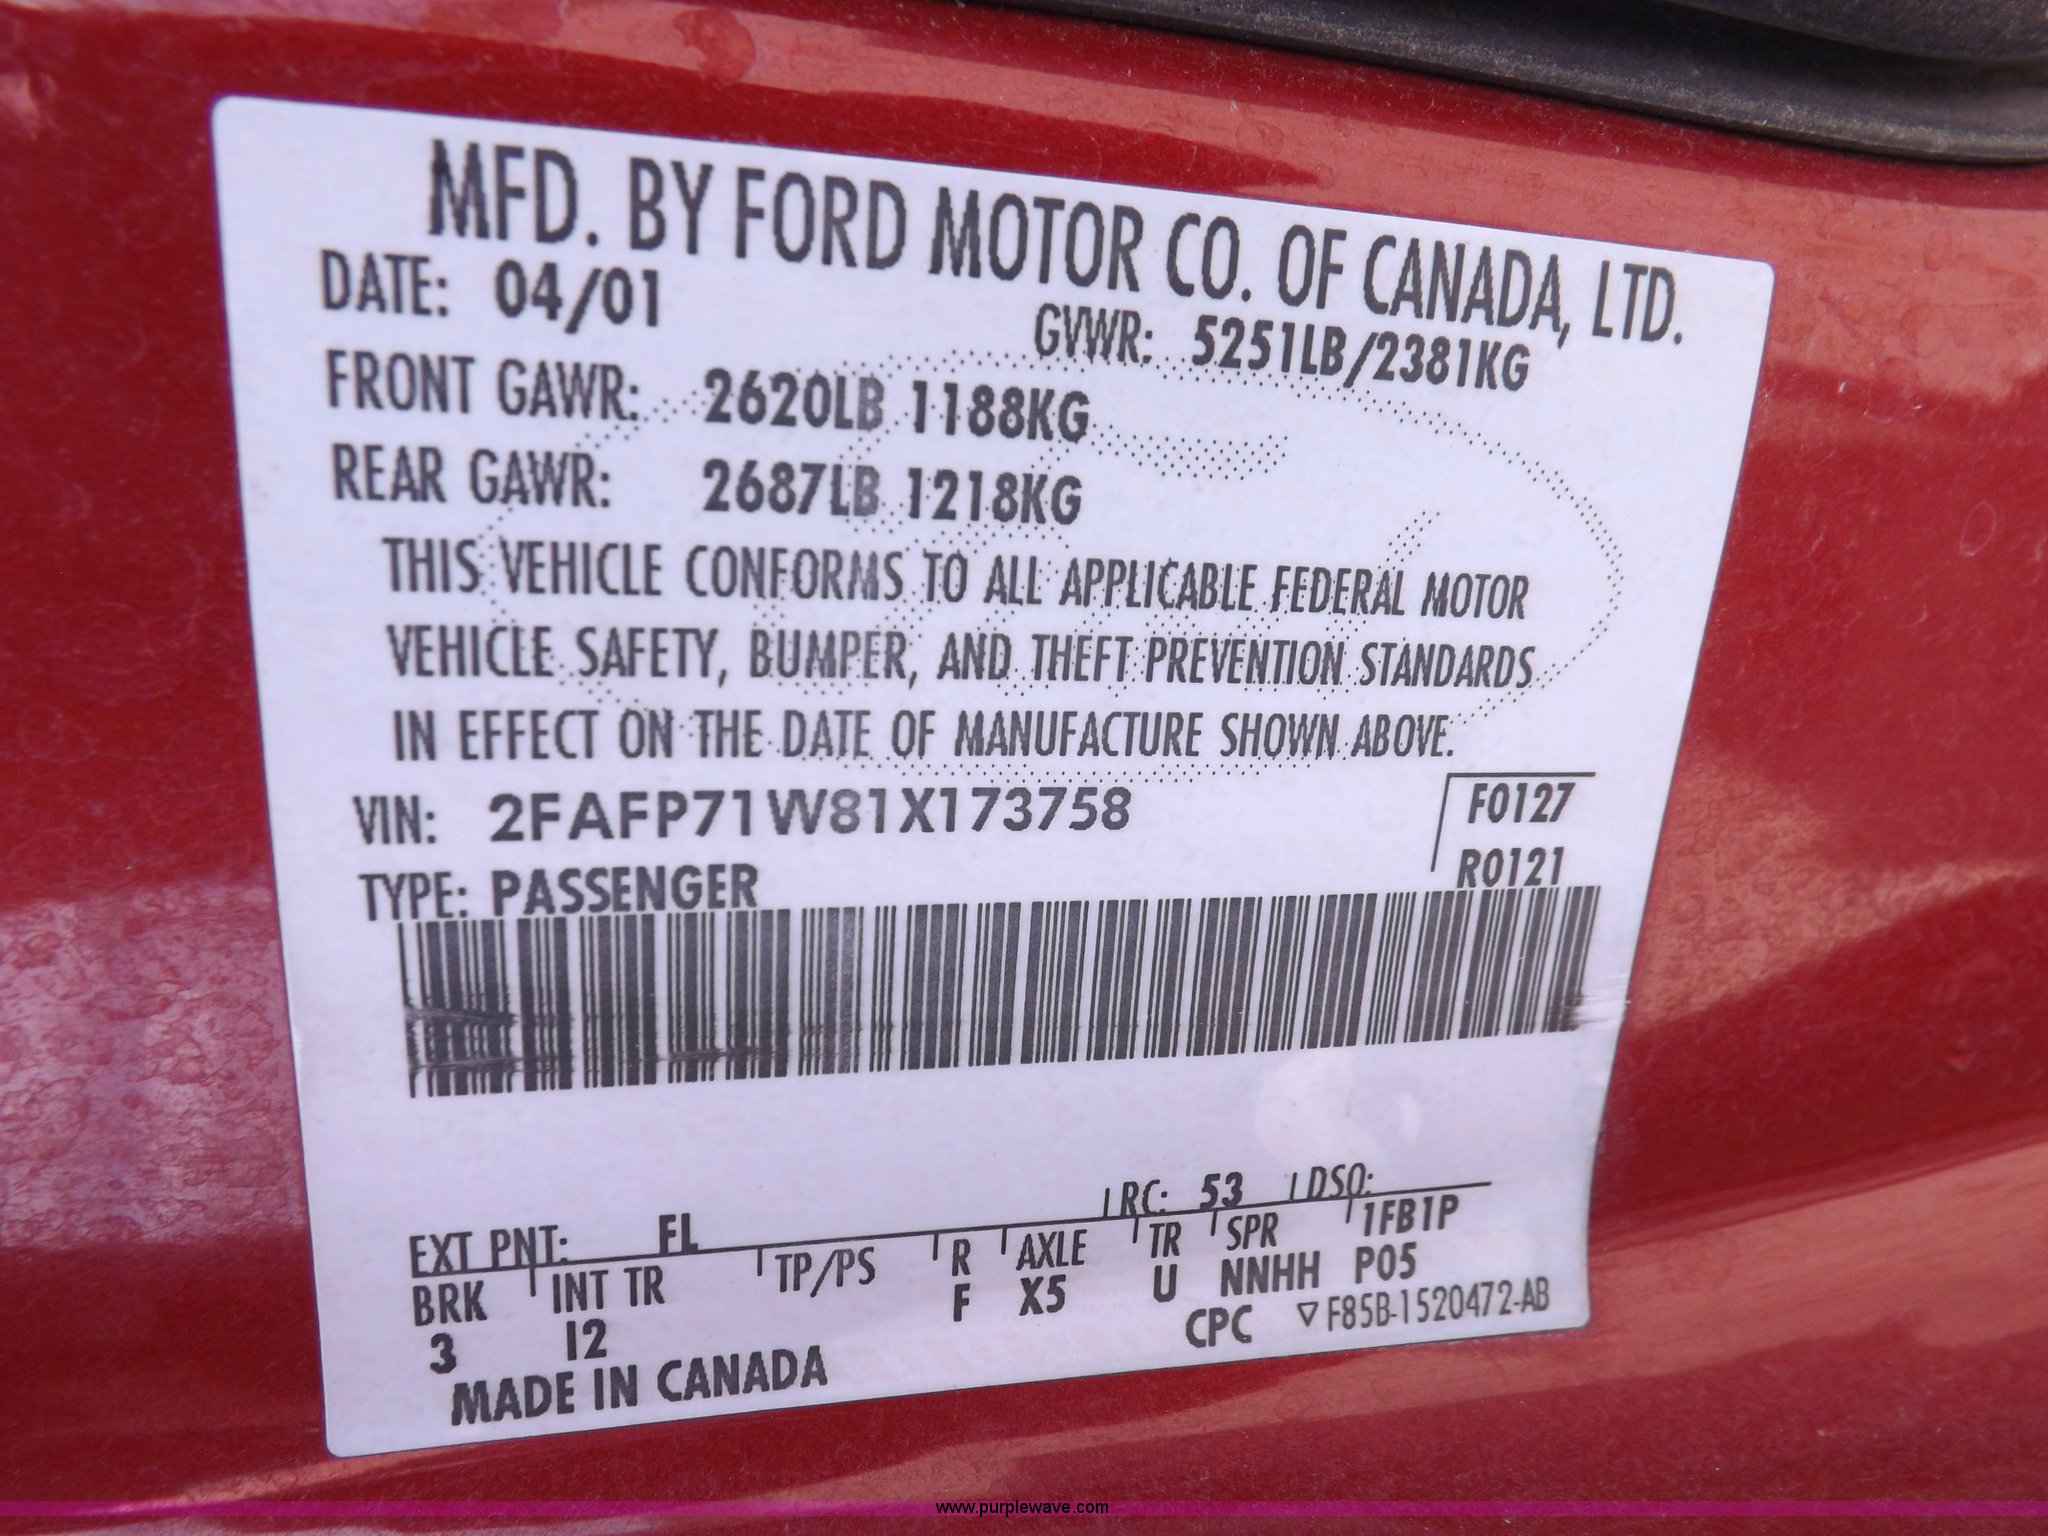 MFD. BY FORD MOTOR CO. OF CANADA, LTD.
DATE: 04/01
GVWR: 5251LB/2381KG
FRONT GAWR: 2620LB 1188KG
REAR GAWR: 2687LB 1218KG
THIS VEHICLE CONFORMS TO ALL APPLICABLE FEDERAL MOTOR
VEHICLE SAFETY, BUMPER, AND THEFT PREVENTION STANDARDS
IN EFFECT ON THE DATE OF MANUFACTURE SHOWN ABOVE.
VIN: 2FAFP71W81X173758
F0127
TYPE: PASSENGER
R0121
EXT PNT: FL RC: 53 DSO:
BRK INT TR TP/PS R AXLE TR SPR 1FB1P
3 I2 F X5 U NNHH P05
MADE IN CANADA CPC ▽F85B-1520472-AB
www.purplewave.com